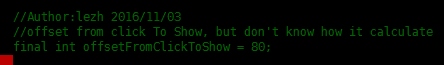 //Author:lezh 2016/11/03
//offset from click To Show, but don't know how it calculate
final int offsetFromClickToShow = 80;